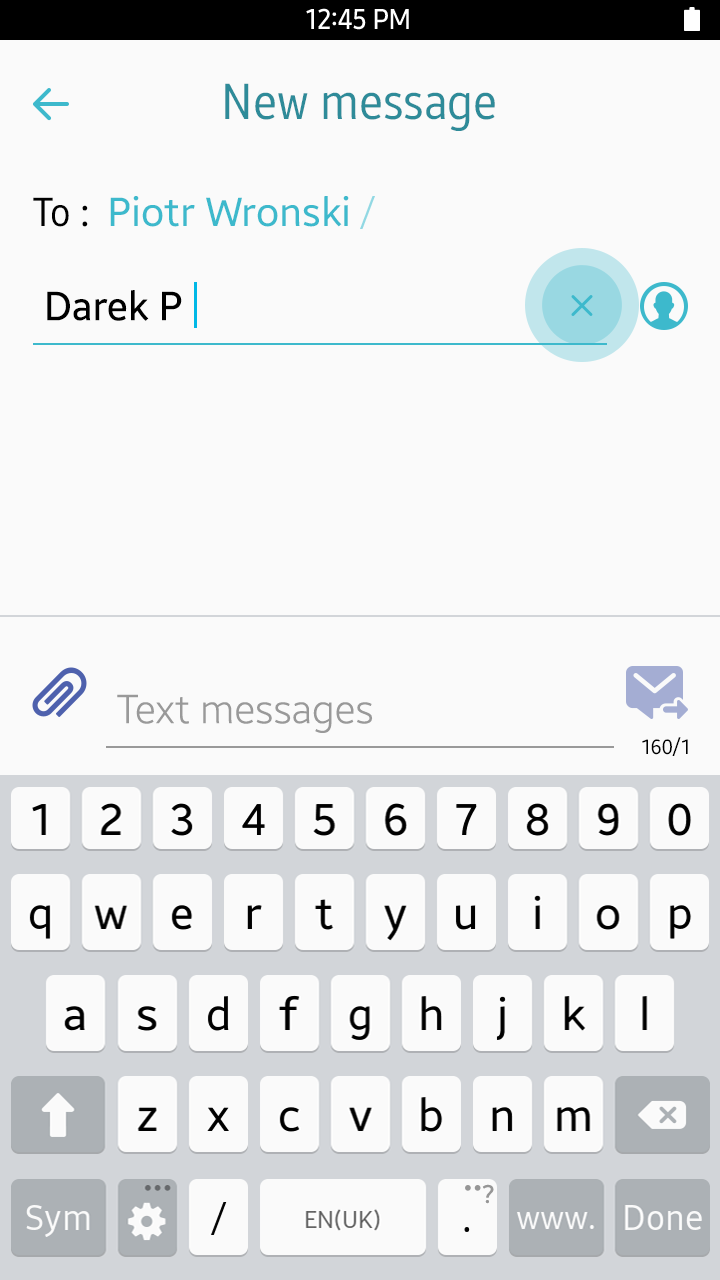 12:45 PM
New message
To : Piotr Wronski /
Darek P
Text messages
160/1
1 2 3 4 5 6 7 8 9 0
q w e r t y u i o p
a s d f g h j k l
z x c v b n m
Sym / EN(UK) . ? www. Done